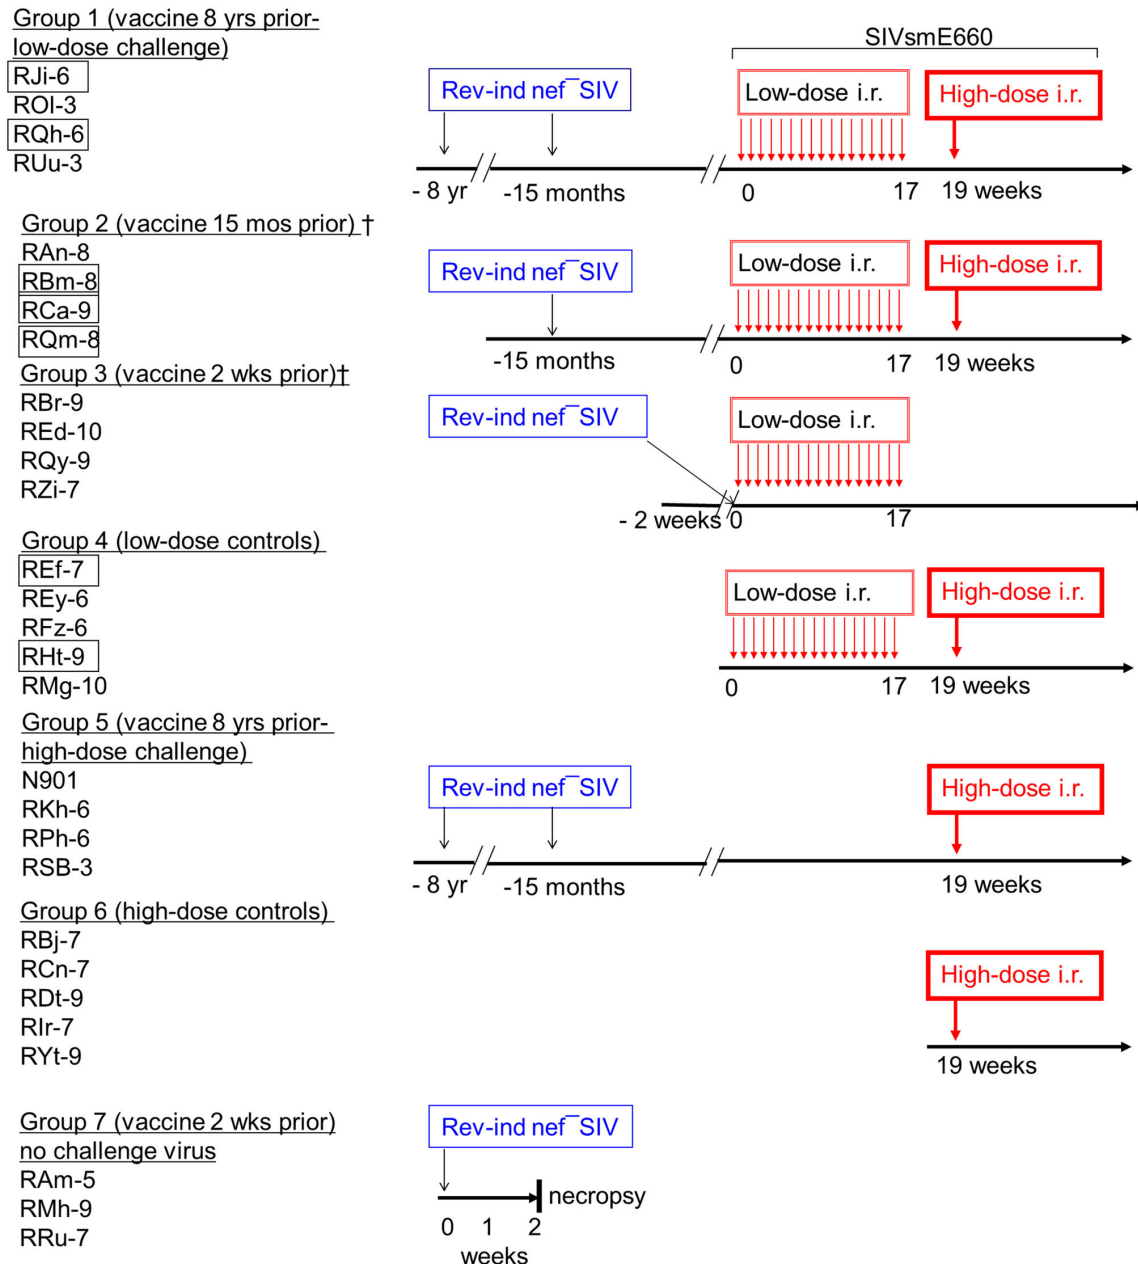 Group 1 (vaccine 8 yrs prior-
low-dose challenge)
RJi-6
ROl-3
RQh-6
RUu-3
SIVsmE660
Rev-ind nef¯SIV
Low-dose i.r.
High-dose i.r.
- 8 yr
-15 months
0
17
19 weeks
Group 2 (vaccine 15 mos prior) †
RAn-8
RBm-8
RCa-9
RQm-8
Rev-ind nef¯SIV
Low-dose i.r.
High-dose i.r.
-15 months
0
17
19 weeks
Group 3 (vaccine 2 wks prior)†
RBr-9
REd-10
RQy-9
RZi-7
Rev-ind nef¯SIV
Low-dose i.r.
- 2 weeks
0
17
Group 4 (low-dose controls)
REf-7
REy-6
RFz-6
RHt-9
RMg-10
Low-dose i.r.
High-dose i.r.
0
17
19 weeks
Group 5 (vaccine 8 yrs prior-
high-dose challenge)
N901
RKh-6
RPh-6
RSB-3
Rev-ind nef¯SIV
High-dose i.r.
- 8 yr
-15 months
19 weeks
Group 6 (high-dose controls)
RBj-7
RCn-7
RDt-9
RIr-7
RYt-9
High-dose i.r.
19 weeks
Group 7 (vaccine 2 wks prior)
no challenge virus
RAm-5
RMh-9
RRu-7
Rev-ind nef¯SIV
necropsy
0 1 2
weeks